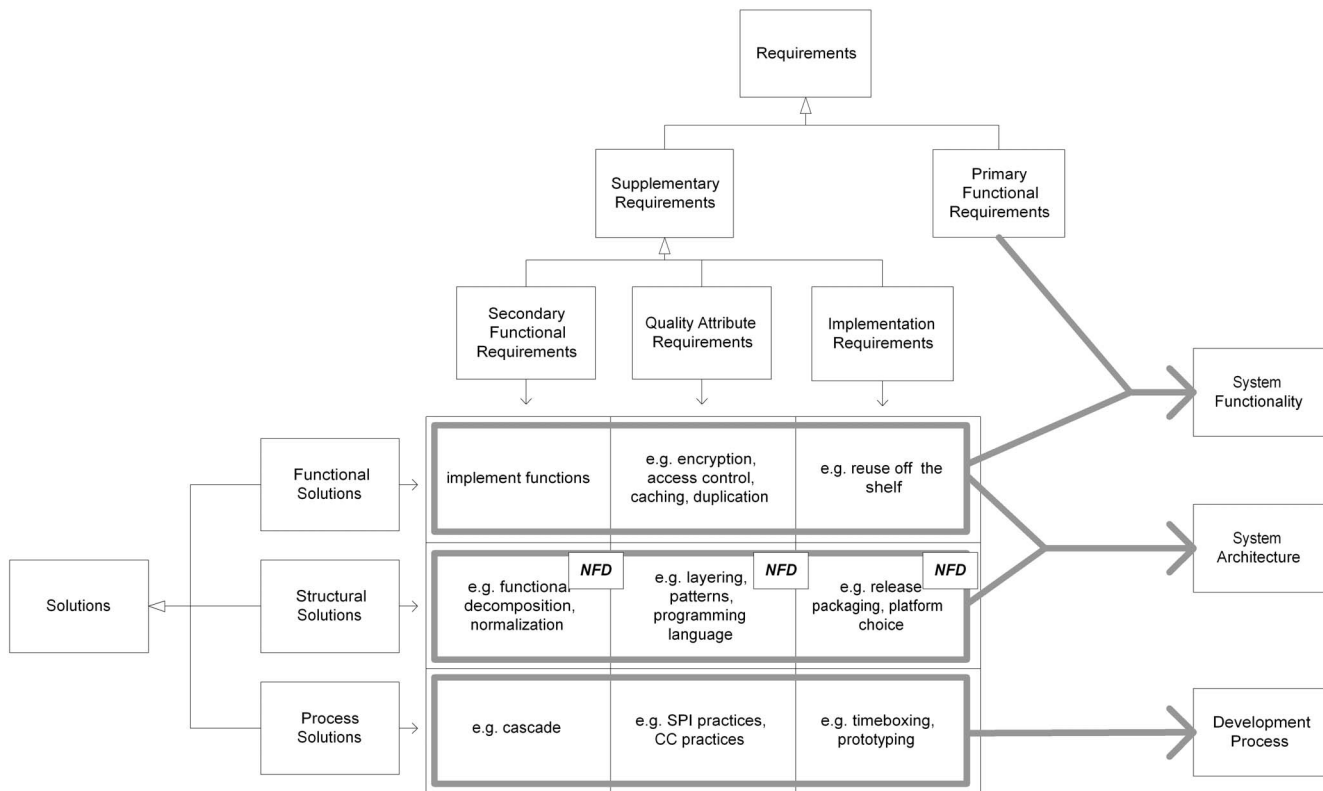 Requirements
Supplementary
Requirements
Primary
Functional
Requirements
Secondary
Functional
Requirements
Quality Attribute
Requirements
Implementation
Requirements
System
Functionality
Functional
Solutions
implement functions
e.g. encryption,
access control,
caching, duplication
e.g. reuse off the
shelf
System
Architecture
Solutions
Structural
Solutions
NFD
e.g. functional
decomposition,
normalization
NFD
e.g. layering,
patterns,
programming
language
NFD
e.g. release
packaging, platform
choice
Process
Solutions
e.g. cascade
e.g. SPI practices,
CC practices
e.g. timeboxing,
prototyping
Development
Process